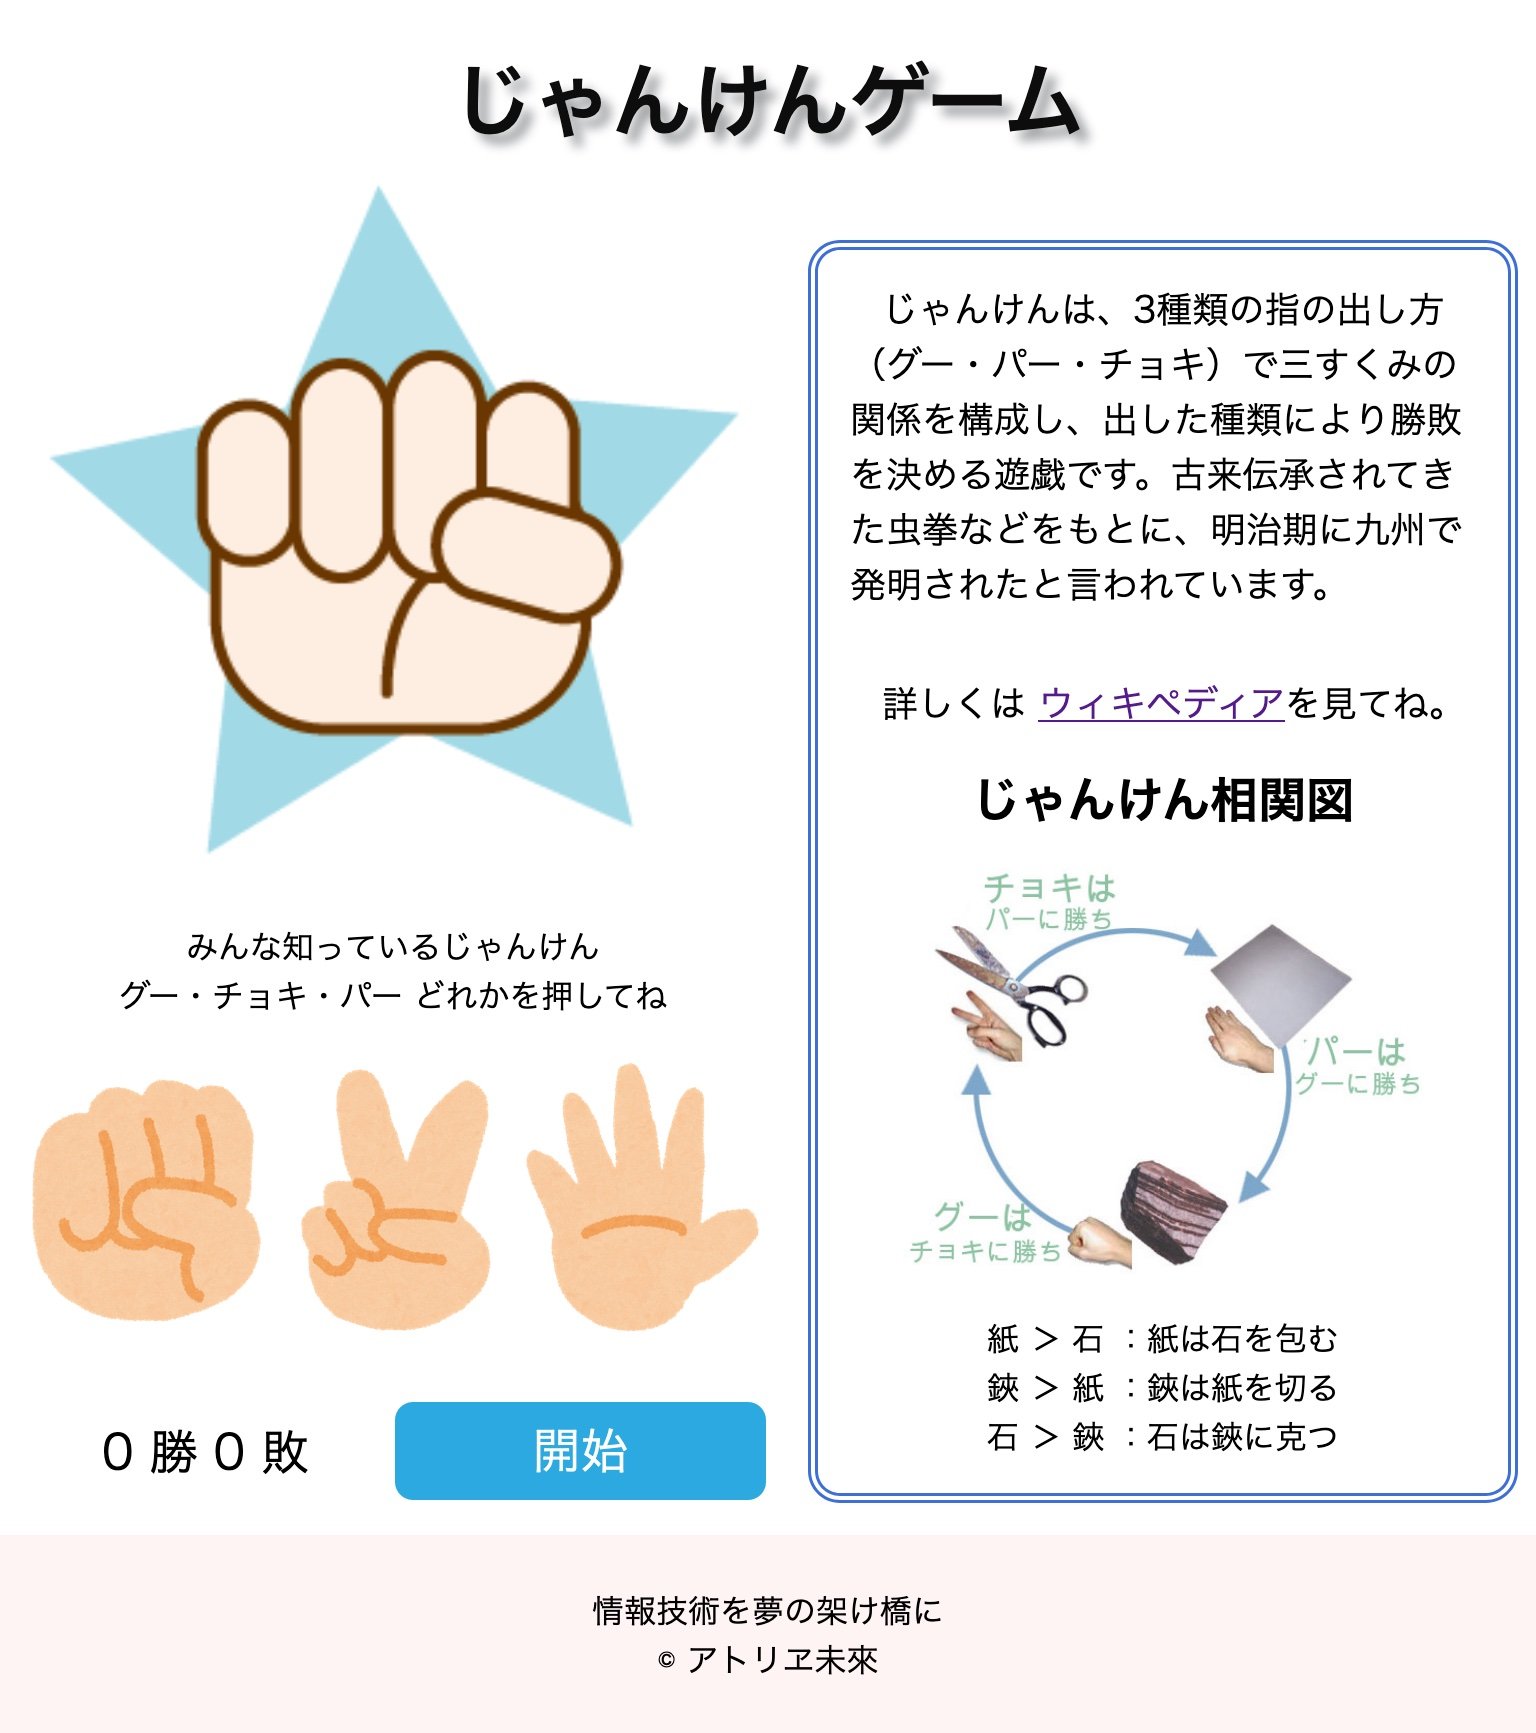 じゃんけんゲーム
みんな知っているじゃんけん
グー・チョキ・パー どれかを押してね
0 勝 0 敗
開始
じゃんけんは、3種類の指の出し方
（グー・パー・チョキ）で三すくみの
関係を構成し、出した種類により勝敗
を決める遊戯です。古来伝承されてき
た虫拳などをもとに、明治期に九州で
発明されたと言われています。
詳しくは ウィキペディアを見てね。
じゃんけん相関図
チョキは
パーに勝ち
パーは
グーに勝ち
グーは
チョキに勝ち
紙 ＞ 石 ：紙は石を包む
鋏 ＞ 紙 ：鋏は紙を切る
石 ＞ 鋏 ：石は鋏に克つ
情報技術を夢の架け橋に
© アトリヱ未來